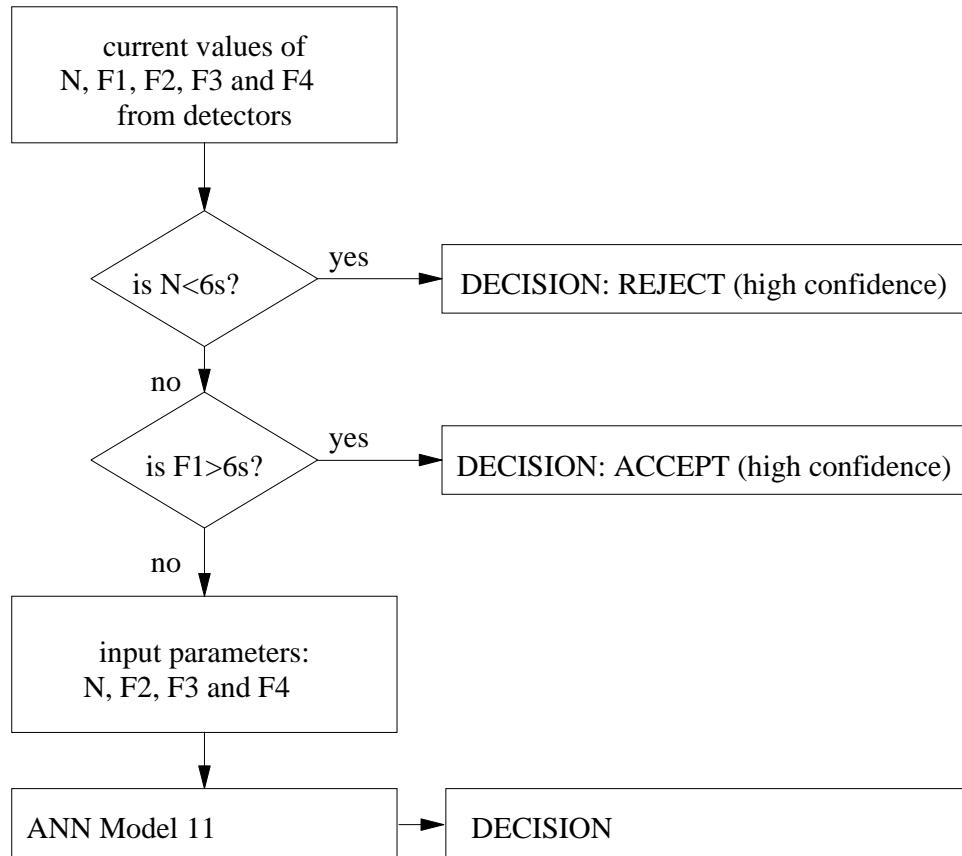 current values of
N, F1, F2, F3 and F4
from detectors
is N<6s?
yes
DECISION: REJECT (high confidence)
no
is F1>6s?
yes
DECISION: ACCEPT (high confidence)
no
input parameters:
N, F2, F3 and F4
ANN Model 11
DECISION